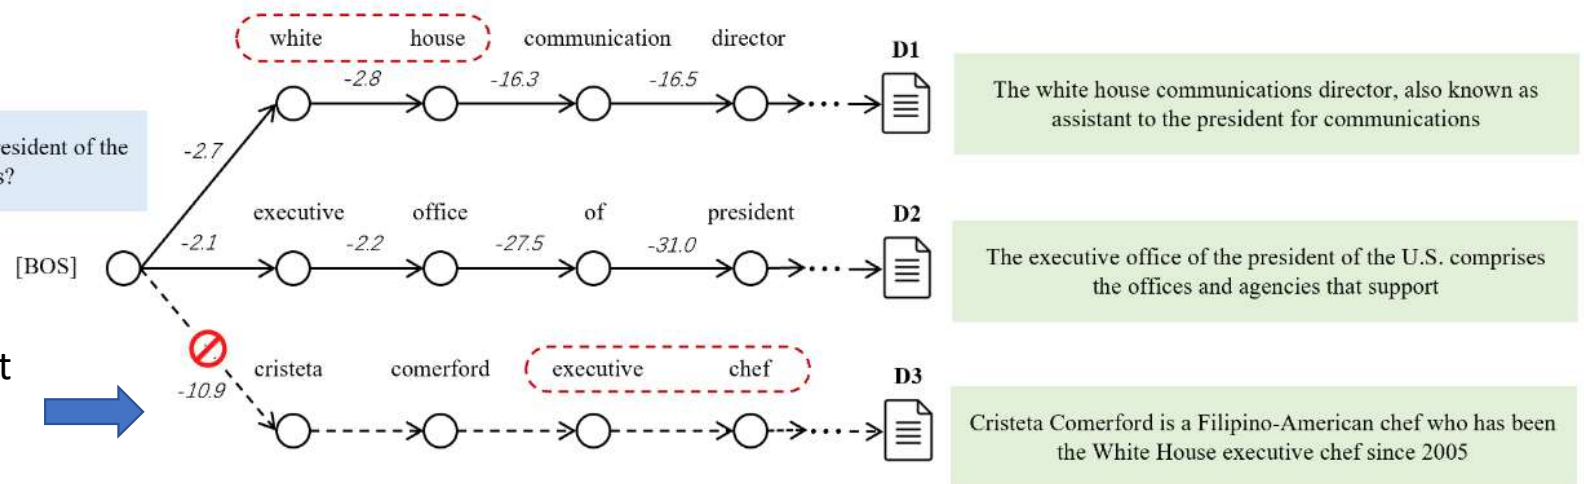 white house communication director
D1
-2.8 -16.3 -16.5
The white house communications director, also known as
assistant to the president for communications
resident of the
s?
-2.7
executive office of president
D2
-2.1 -2.2 -27.5 -31.0
[BOS]
The executive office of the president of the U.S. comprises
the offices and agencies that support
t
cristeta comerford executive chef
D3
-10.9
Cristeta Comerford is a Filipino-American chef who has been
the White House executive chef since 2005